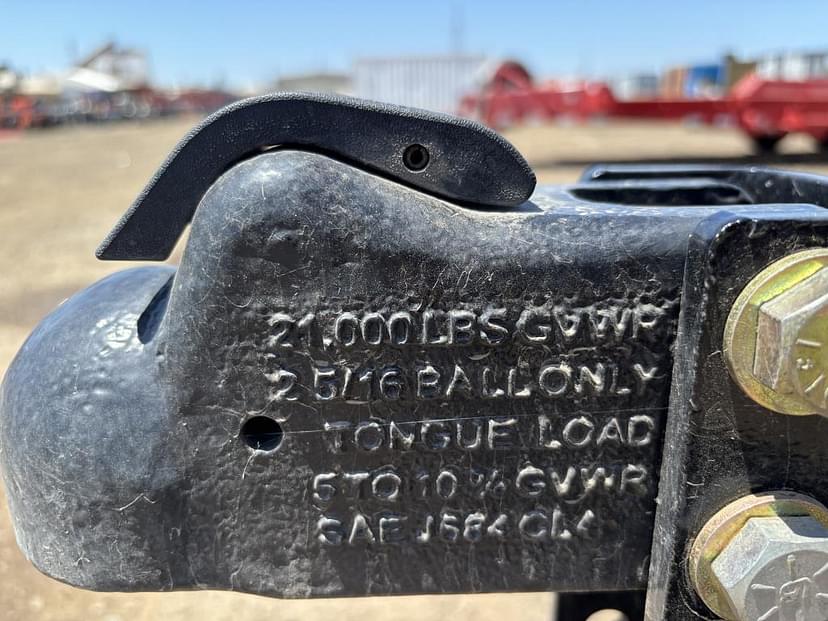 21,000 LBS GVWR
2 5/16 BALL ONLY
TONGUE LOAD
5 TO 10 % GVWR
SAE J684 CL4